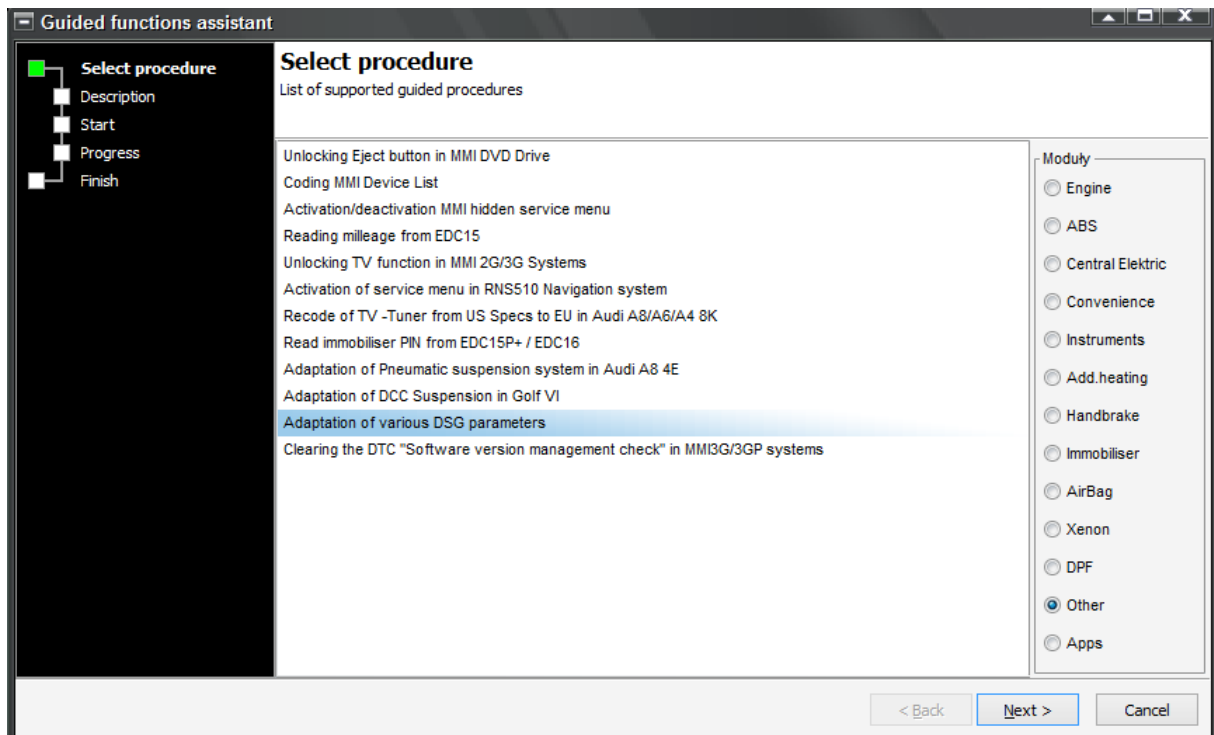 Guided functions assistant
Select procedure
Description
Start
Progress
Finish
Select procedure
List of supported guided procedures
Unlocking Eject button in MMI DVD Drive
Coding MMI Device List
Activation/deactivation MMI hidden service menu
Reading milleage from EDC15
Unlocking TV function in MMI 2G/3G Systems
Activation of service menu in RNS510 Navigation system
Recode of TV -Tuner from US Specs to EU in Audi A8/A6/A4 8K
Read immobiliser PIN from EDC15P+ / EDC16
Adaptation of Pneumatic suspension system in Audi A8 4E
Adaptation of DCC Suspension in Golf VI
Adaptation of various DSG parameters
Clearing the DTC "Software version management check" in MMI3G/3GP systems
Moduły
Engine
ABS
Central Elektric
Convenience
Instruments
Add.heating
Handbrake
Immobiliser
AirBag
Xenon
DPF
Other
Apps
< Back
Next >
Cancel